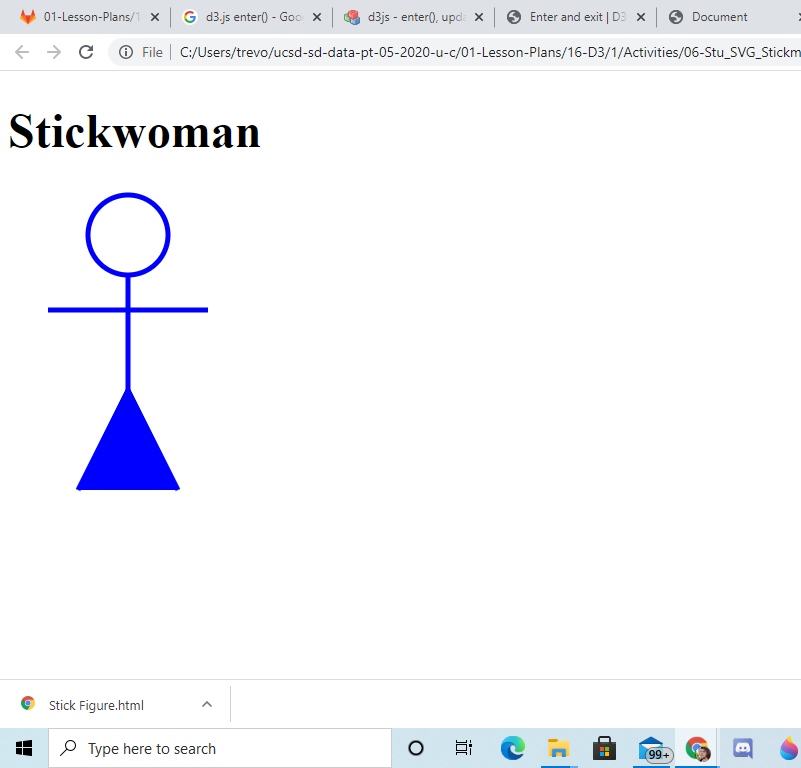 01-Lesson-Plans/1
d3.js enter() - Goo
d3js - enter(), upda
Enter and exit | D3
Document
File
C:/Users/trevo/ucsd-sd-data-pt-05-2020-u-c/01-Lesson-Plans/16-D3/1/Activities/06-Stu_SVG_Stickm
Stickwoman
Stick Figure.html
Type here to search
99+